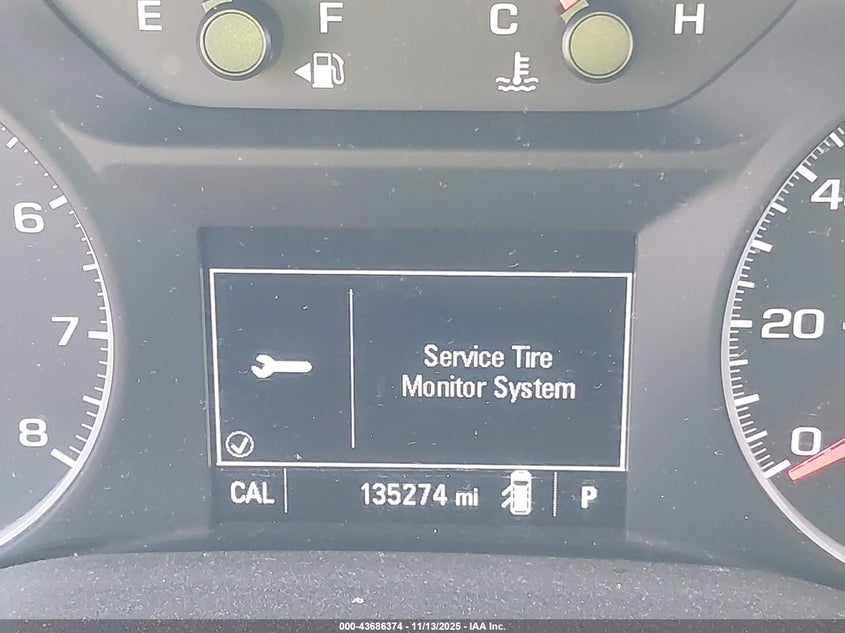 E F C H
6
7
8
4
20
0
Service Tire
Monitor System
CAL 135274 mi P
000-43686374 - 11/13/2025 - IAA Inc.